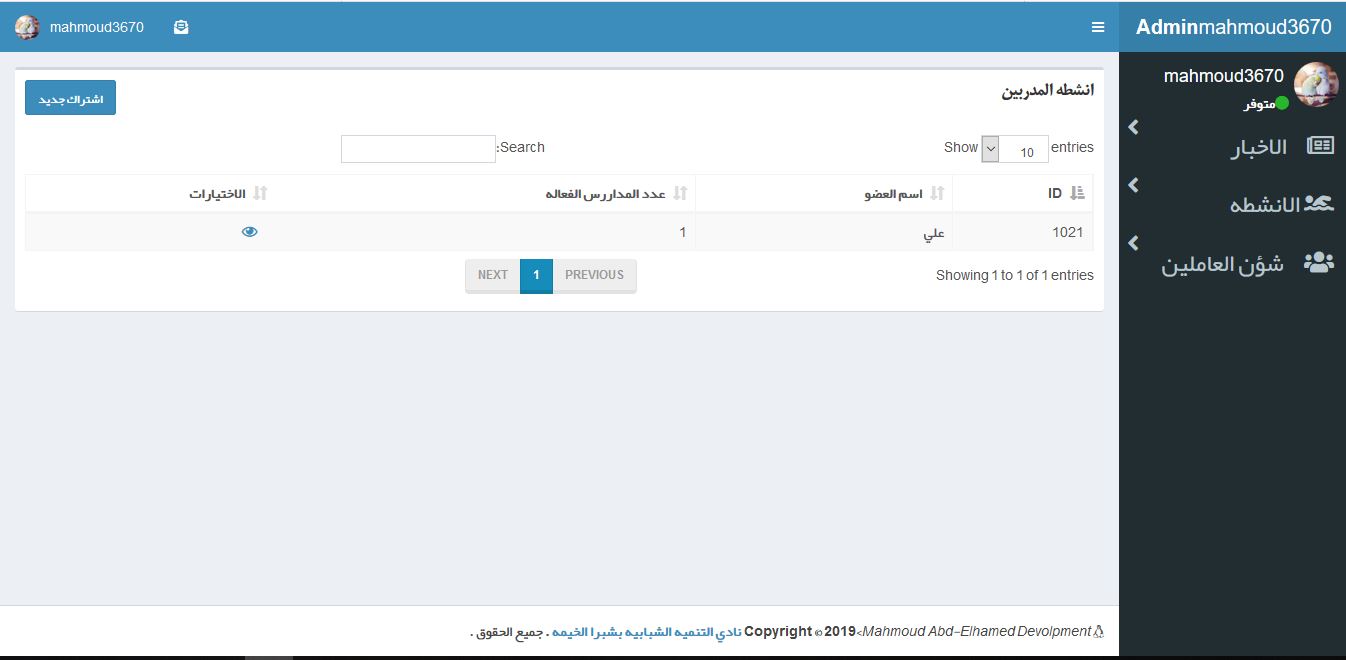 Adminmahmoud3670
mahmoud3670
mahmoud3670
متوفر
الاخبار
الانشطه
شؤن العاملين
انشطه المدربين
اشتراك جديد
Show 10 entries
Search:
ID اسم العضو عدد المداررس الفعاله الاختيارات
1021 علي 1
Showing 1 to 1 of 1 entries
PREVIOUS 1 NEXT
Mahmoud Abd-Elhamed Devolpment< Copyright © 2019 نادي التنميه الشبابيه بشبرا الخيمه . جميع الحقوق .